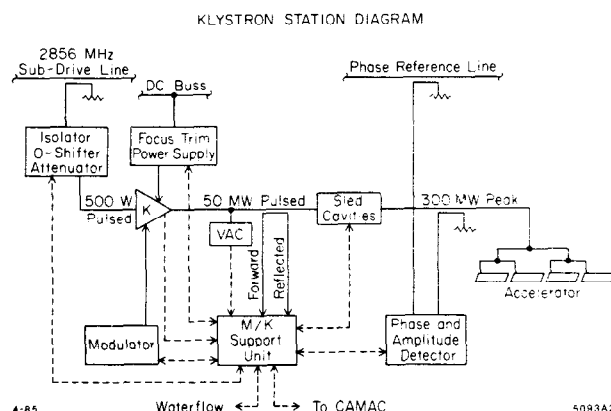 KLYSTRON STATION DIAGRAM
2856 MHz
Sub-Drive Line
Phase Reference Line
DC Buss
Isolator
O-Shifter
Attenuator
Focus Trim
Power Supply
500 W
Pulsed
K
50 MW Pulsed
Sled
Cavities
300 MW Peak
VAC
Forward
Reflected
Accelerator
Modulator
M/K
Support
Unit
Phase and
Amplitude
Detector
Waterflow
To CAMAC
4-85